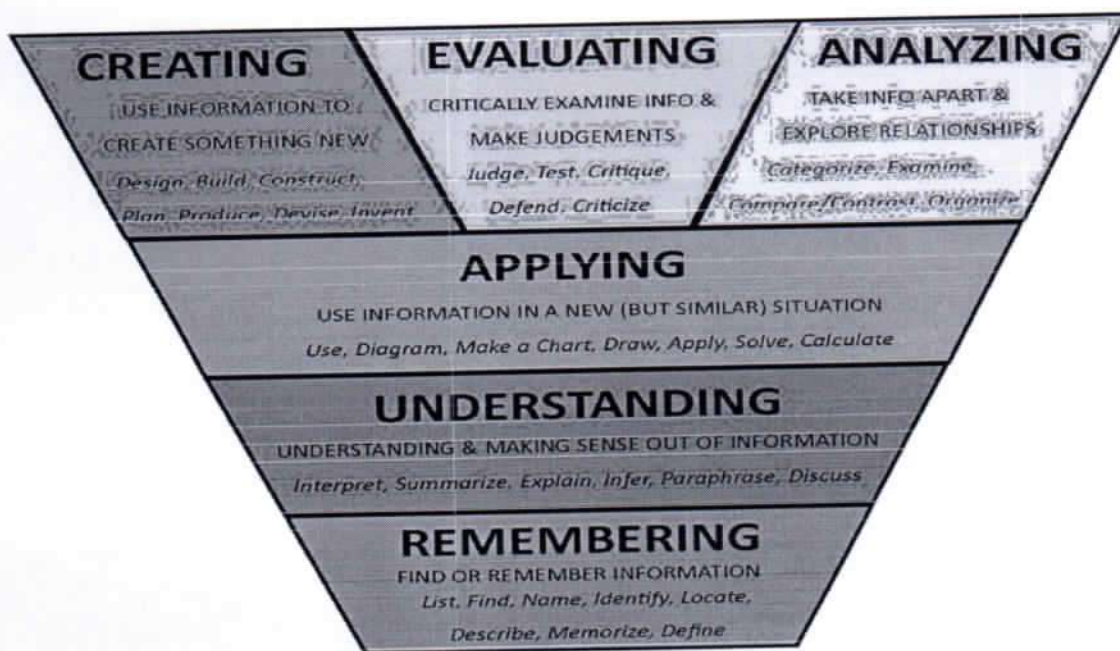 CREATING
USE INFORMATION TO
CREATE SOMETHING NEW
Design, Build, Construct,
Plan, Produce, Devise, Invent
EVALUATING
CRITICALLY EXAMINE INFO &
MAKE JUDGEMENTS
Judge, Test, Critique,
Defend, Criticize
ANALYZING
TAKE INFO APART &
EXPLORE RELATIONSHIPS
Categorize, Examine,
Compare/Contrast, Organize
APPLYING
USE INFORMATION IN A NEW (BUT SIMILAR) SITUATION
Use, Diagram, Make a Chart, Draw, Apply, Solve, Calculate
UNDERSTANDING
UNDERSTANDING & MAKING SENSE OUT OF INFORMATION
Interpret, Summarize, Explain, Infer, Paraphrase, Discuss
REMEMBERING
FIND OR REMEMBER INFORMATION
List, Find, Name, Identify, Locate,
Describe, Memorize, Define